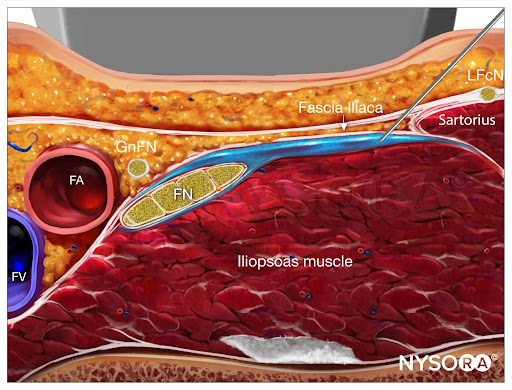 LFcN
Fascia Iliaca
Sartorius
GnFN
FA
FN
Iliopsoas muscle
FV
NYSORA©